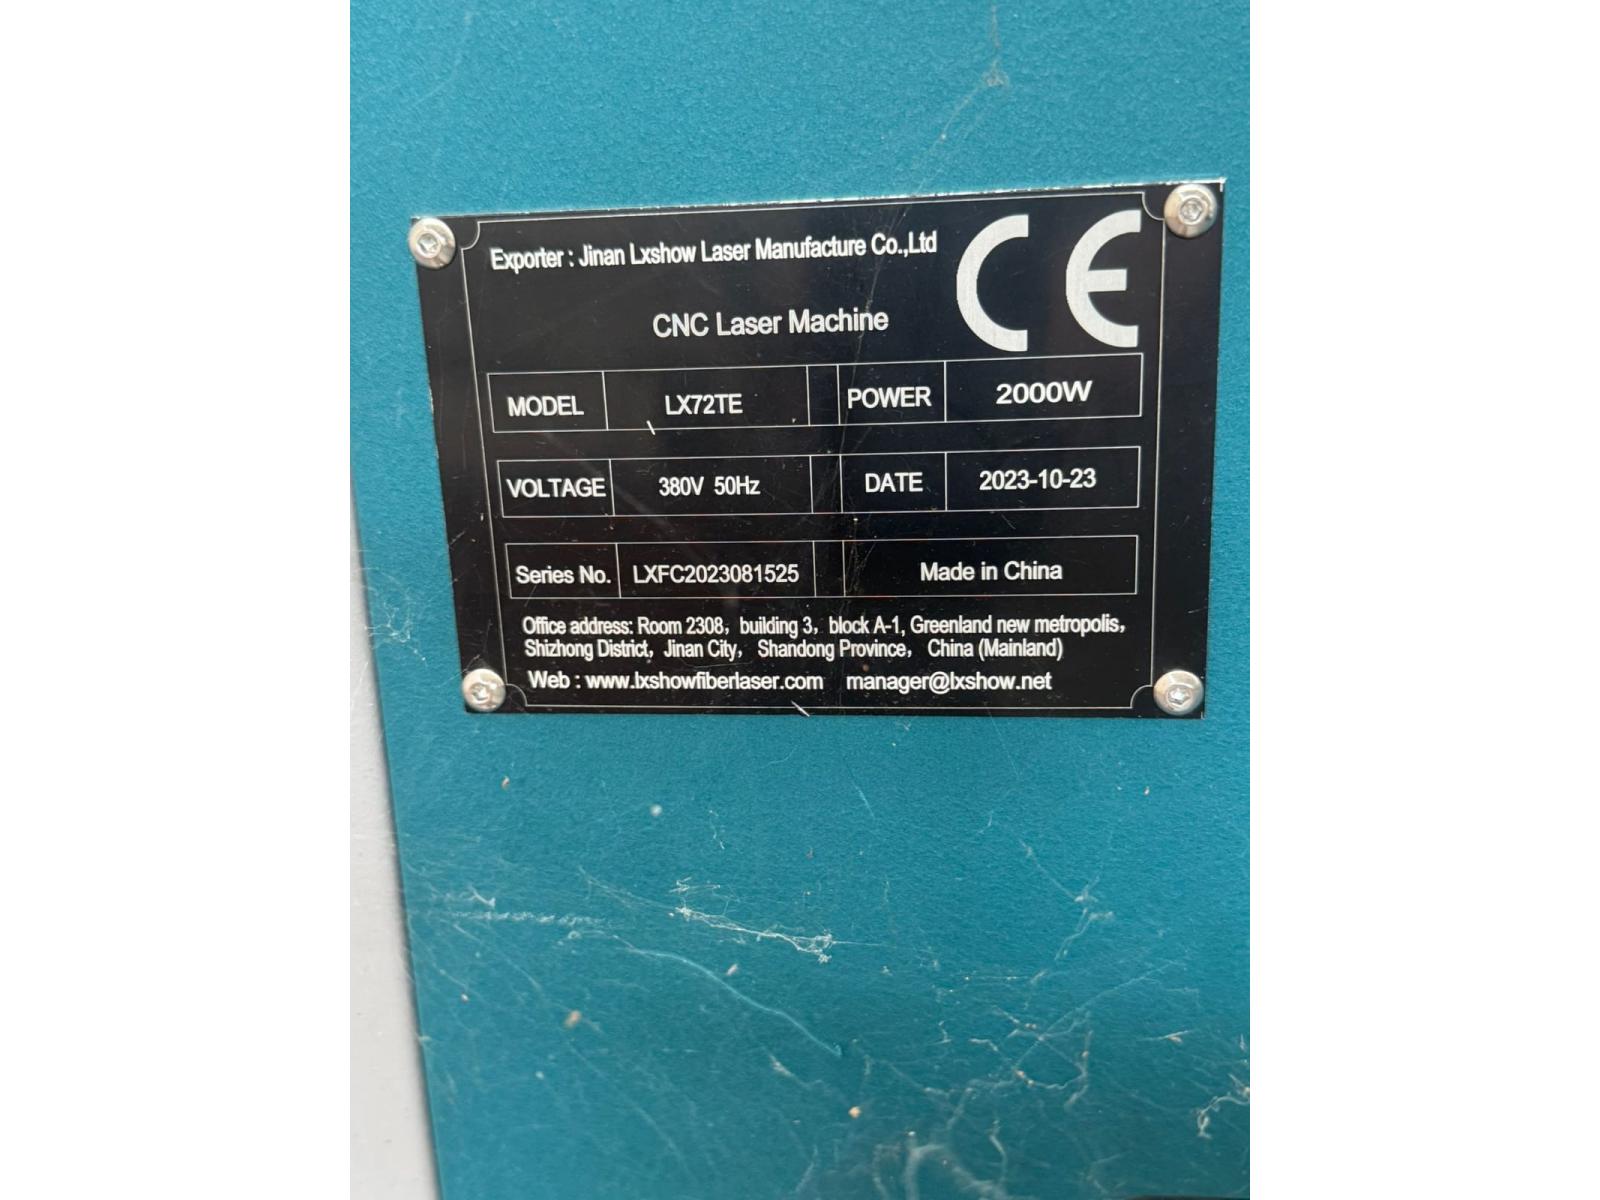 Exporter : Jinan Lxshow Laser Manufacture Co.,Ltd
CE
CNC Laser Machine
MODEL LX72TE POWER 2000W
VOLTAGE 380V 50Hz DATE 2023-10-23
Series No. LXFC2023081525 Made in China
Office address: Room 2308, building 3, block A-1, Greenland new metropolis,
Shizhong District, Jinan City, Shandong Province, China (Mainland)
Web : www.lxshowfiberlaser.com manager@lxshow.net